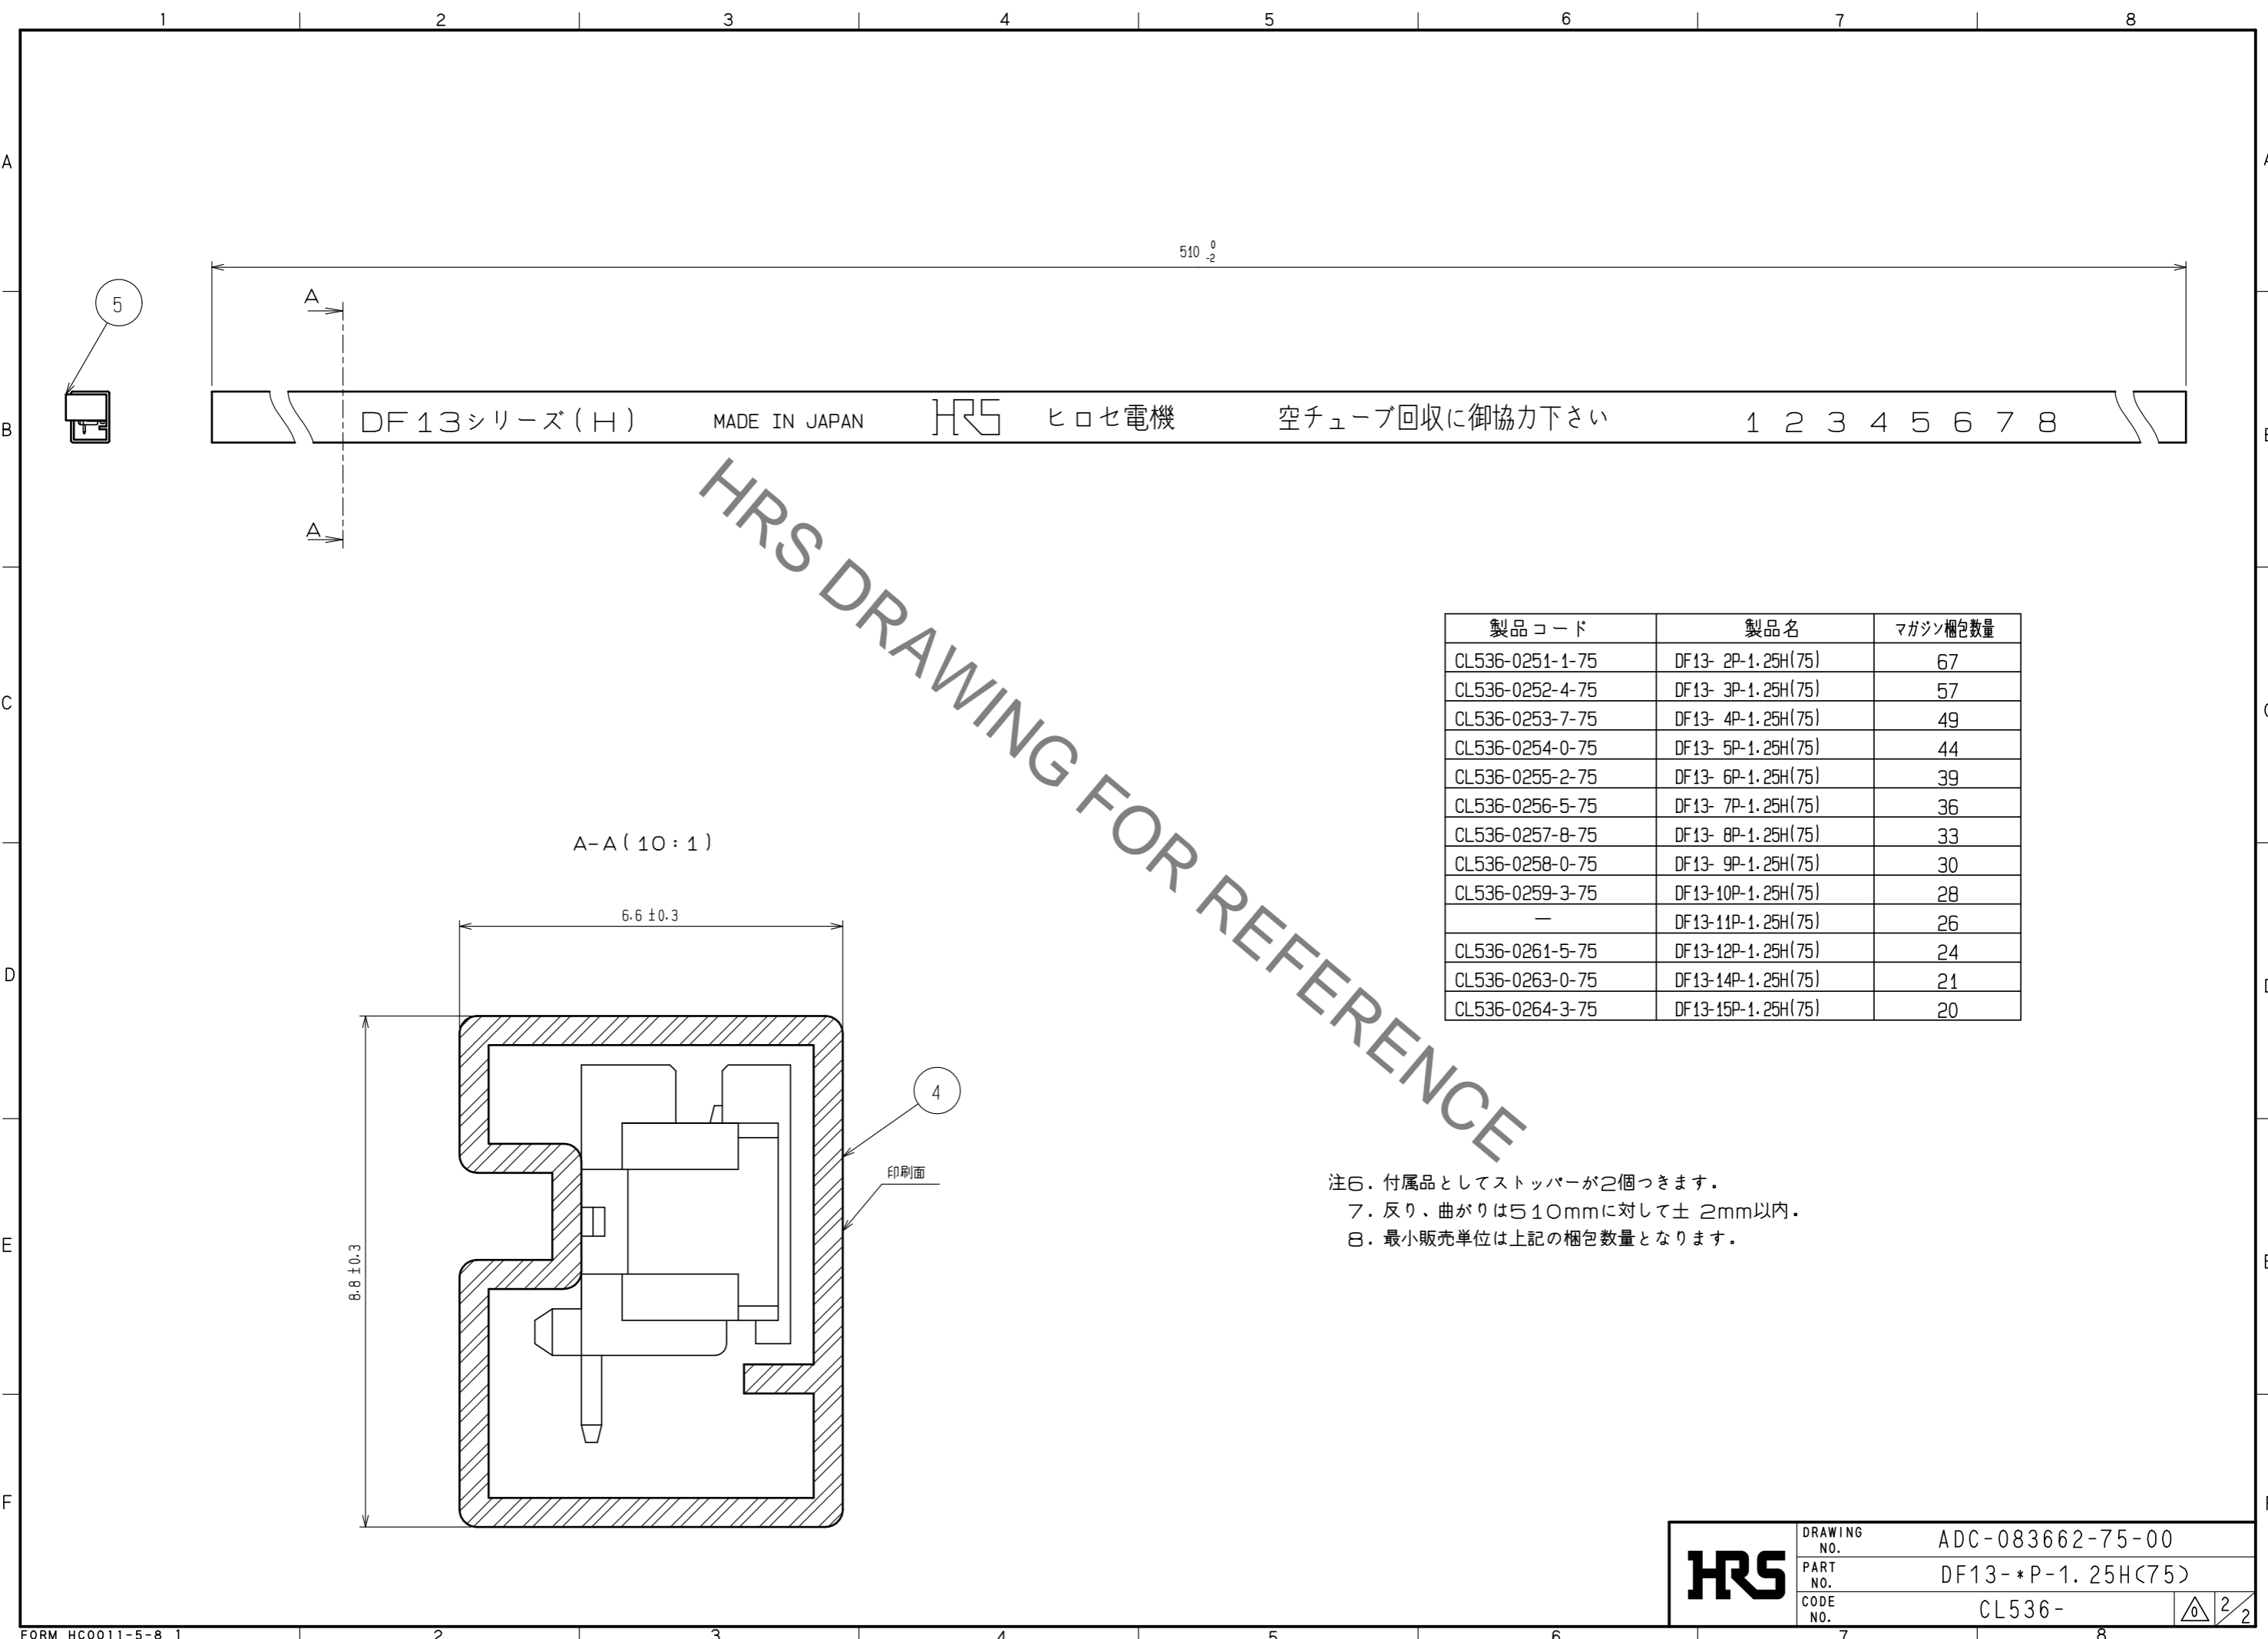 1 2 3 4 5 6 7 8
A
B
C
D
E
F
510 0 -2
5
A
A
DF13シリーズ(H) MADE IN JAPAN HRS ヒロセ電機 空チューブ回収に御協力下さい 1 2 3 4 5 6 7 8
HRS DRAWING FOR REFERENCE
製品コード 製品名 マガジン梱包数量
CL536-0251-1-75 DF13- 2P-1.25H(75) 67
CL536-0252-4-75 DF13- 3P-1.25H(75) 57
CL536-0253-7-75 DF13- 4P-1.25H(75) 49
CL536-0254-0-75 DF13- 5P-1.25H(75) 44
CL536-0255-2-75 DF13- 6P-1.25H(75) 39
CL536-0256-5-75 DF13- 7P-1.25H(75) 36
CL536-0257-8-75 DF13- 8P-1.25H(75) 33
CL536-0258-0-75 DF13- 9P-1.25H(75) 30
CL536-0259-3-75 DF13-10P-1.25H(75) 28
— DF13-11P-1.25H(75) 26
CL536-0261-5-75 DF13-12P-1.25H(75) 24
CL536-0263-0-75 DF13-14P-1.25H(75) 21
CL536-0264-3-75 DF13-15P-1.25H(75) 20
A-A(10:1)
6.6±0.3
8.8±0.3
4
印刷面
注6. 付属品としてストッパーが2個つきます.
7. 反り、曲がりは510mmに対して± 2mm以内.
8. 最小販売単位は上記の梱包数量となります.
HRS
DRAWING NO. ADC-083662-75-00
PART NO. DF13-*P-1.25H(75)
CODE NO. CL536- 0 2/2
FORM HC0011-5-8 1 2 3 4 5 6 7 8